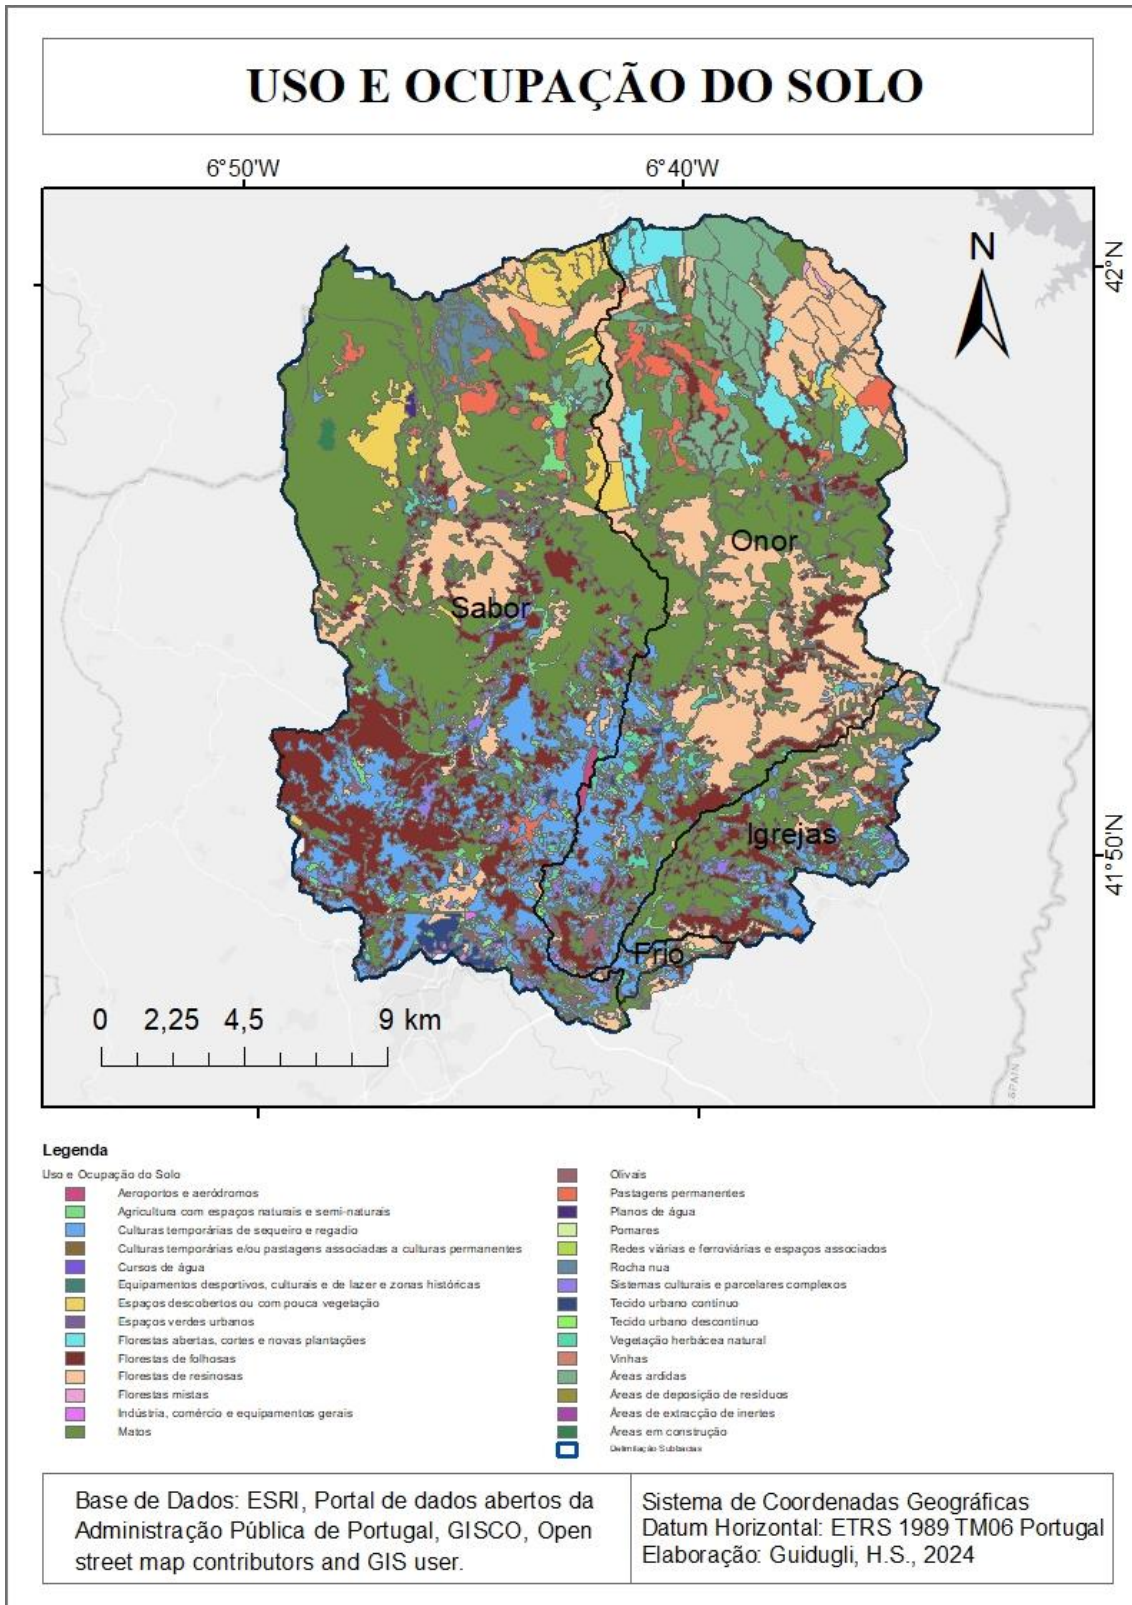 USO E OCUPAÇÃO DO SOLO
6°50'W
6°40'W
N
42°N
Onor
Sabor
Igrejas
41°50'N
Frio
0 2,25 4,5 9 km
SPAIN
Legenda
Uso e Ocupação do Solo
Aeroportos e aeródromos
Agricultura com espaços naturais e semi-naturais
Culturas temporárias de sequeiro e regadio
Culturas temporárias e/ou pastagens associadas a culturas permanentes
Cursos de água
Equipamentos desportivos, culturais e de lazer e zonas históricas
Espaços descobertos ou com pouca vegetação
Espaços verdes urbanos
Florestas abertas, cortes e novas plantações
Florestas de folhosas
Florestas de resinosas
Florestas mistas
Indústria, comércio e equipamentos gerais
Matos
Olivais
Pastagens permanentes
Planos de água
Pomares
Redes viárias e ferroviárias e espaços associados
Rocha nua
Sistemas culturais e parcelares complexos
Tecido urbano contínuo
Tecido urbano descontínuo
Vegetação herbácea natural
Vinhas
Áreas ardidas
Áreas de deposição de resíduos
Áreas de extracção de inertes
Áreas em construção
Delimitação Subbacias
Base de Dados: ESRI, Portal de dados abertos da
Administração Pública de Portugal, GISCO, Open
street map contributors and GIS user.
Sistema de Coordenadas Geográficas
Datum Horizontal: ETRS 1989 TM06 Portugal
Elaboração: Guidugli, H.S., 2024